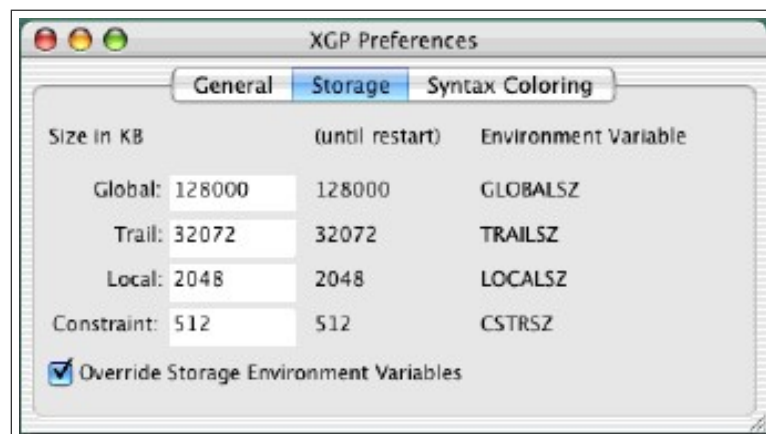 XGP Preferences
General Storage Syntax Coloring
Size in KB (until restart) Environment Variable
Global: 128000 128000 GLOBALSZ
Trail: 32072 32072 TRAILSZ
Local: 2048 2048 LOCALSZ
Constraint: 512 512 CSTRSZ
Override Storage Environment Variables